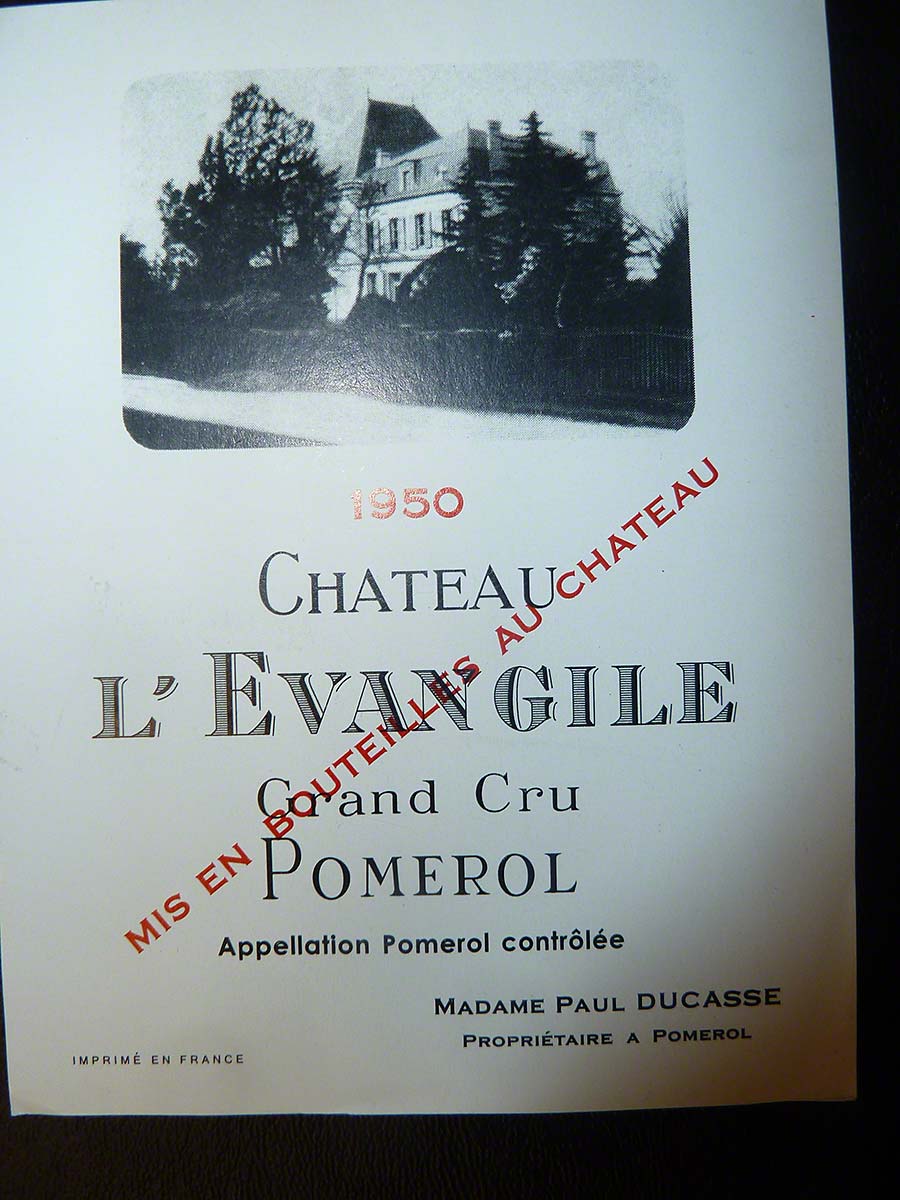 1950
CHATEAU
L'EVANGILE
Grand Cru
POMEROL
MIS EN BOUTEILLES AU CHATEAU
Appellation Pomerol contrôlée
MADAME PAUL DUCASSE
PROPRIÉTAIRE A POMEROL
IMPRIMÉ EN FRANCE